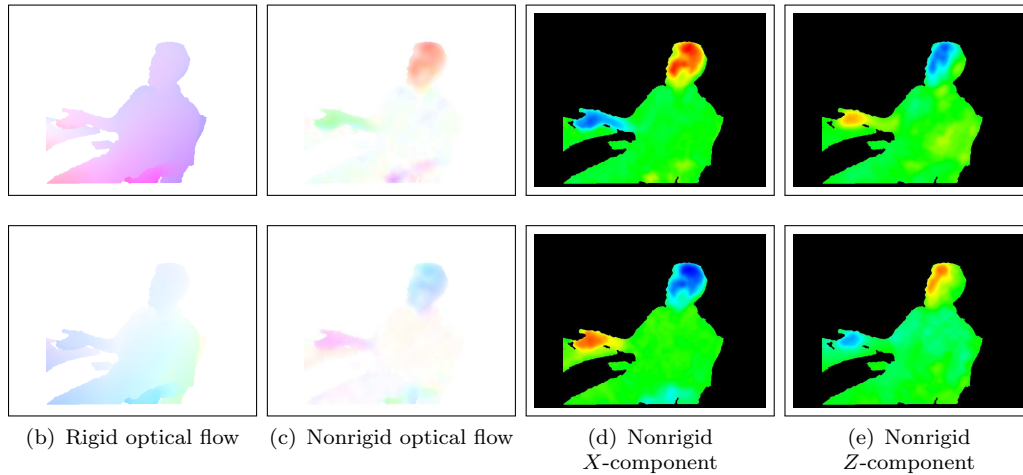 (b) Rigid optical flow
(c) Nonrigid optical flow
(d) Nonrigid
X-component
(e) Nonrigid
Z-component